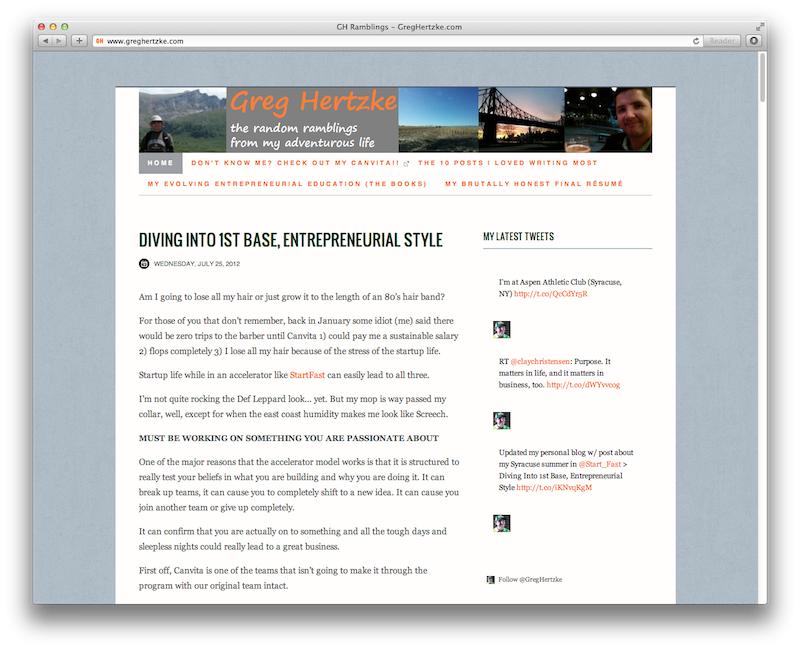 GH Ramblings – GregHertzke.com
GH www.greghertzke.com
Reader
Greg Hertzke
the random ramblings
from my adventurous life
HOME DON'T KNOW ME? CHECK OUT MY CANVITA!! THE 10 POSTS I LOVED WRITING MOST
MY EVOLVING ENTREPRENEURIAL EDUCATION (THE BOOKS) MY BRUTALLY HONEST FINAL RÉSUMÉ
DIVING INTO 1ST BASE, ENTREPRENEURIAL STYLE
WEDNESDAY, JULY 25, 2012
Am I going to lose all my hair or just grow it to the length of an 80's hair band?
For those of you that don't remember, back in January some idiot (me) said there
would be zero trips to the barber until Canvita 1) could pay me a sustainable salary
2) flops completely 3) I lose all my hair because of the stress of the startup life.
Startup life while in an accelerator like StartFast can easily lead to all three.
I'm not quite rocking the Def Leppard look... yet. But my mop is way passed my
collar, well, except for when the east coast humidity makes me look like Screech.
MUST BE WORKING ON SOMETHING YOU ARE PASSIONATE ABOUT
One of the major reasons that the accelerator model works is that it is structured to
really test your beliefs in what you are building and why you are doing it. It can
break up teams, it can cause you to completely shift to a new idea. It can cause you
join another team or give up completely.
It can confirm that you are actually on to something and all the tough days and
sleepless nights could really lead to a great business.
First off, Canvita is one of the teams that isn't going to make it through the
program with our original team intact.
MY LATEST TWEETS
I'm at Aspen Athletic Club (Syracuse,
NY) http://t.co/QcCdYr5R
RT @claychristensen: Purpose. It
matters in life, and it matters in
business, too. http://t.co/dWYvvcog
Updated my personal blog w/ post about
my Syracuse summer in @Start_Fast >
Diving Into 1st Base, Entrepreneurial
Style http://t.co/iKNvqKgM
Follow @GregHertzke